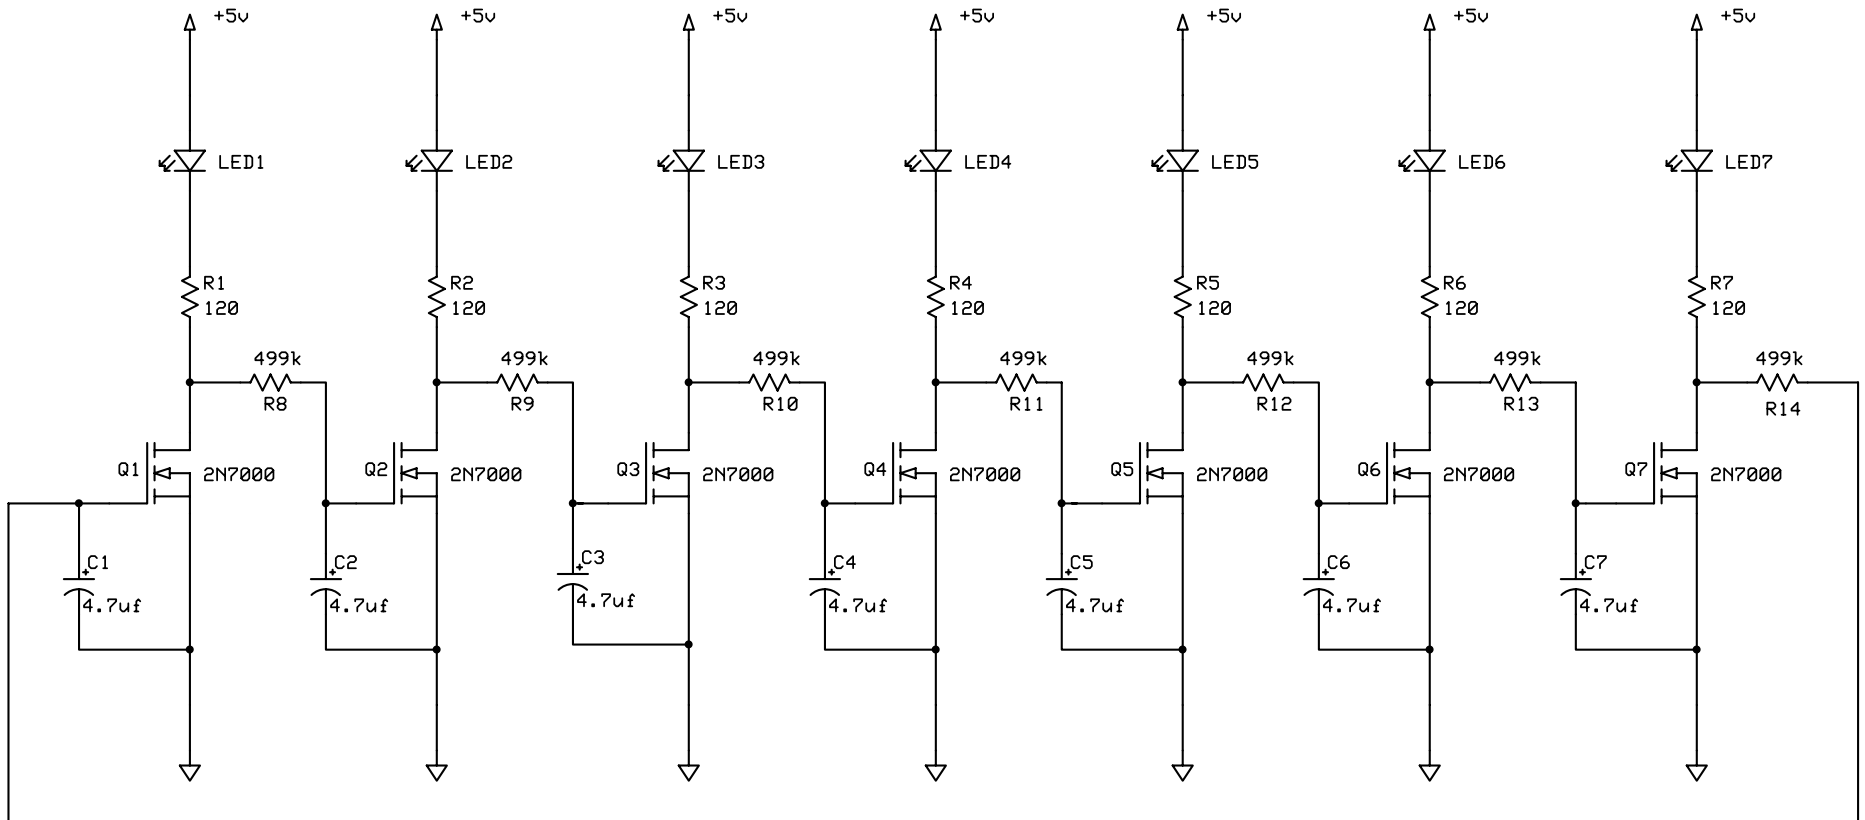 +5v +5v +5v +5v +5v +5v +5v
LED1 LED2 LED3 LED4 LED5 LED6 LED7
R1 R2 R3 R4 R5 R6 R7
120 120 120 120 120 120 120
499k 499k 499k 499k 499k 499k 499k
R8 R9 R10 R11 R12 R13 R14
Q1 2N7000 Q2 2N7000 Q3 2N7000 Q4 2N7000 Q5 2N7000 Q6 2N7000 Q7 2N7000
C1 C2 C3 C4 C5 C6 C7
+ + + + + + +
4.7uf 4.7uf 4.7uf 4.7uf 4.7uf 4.7uf 4.7uf